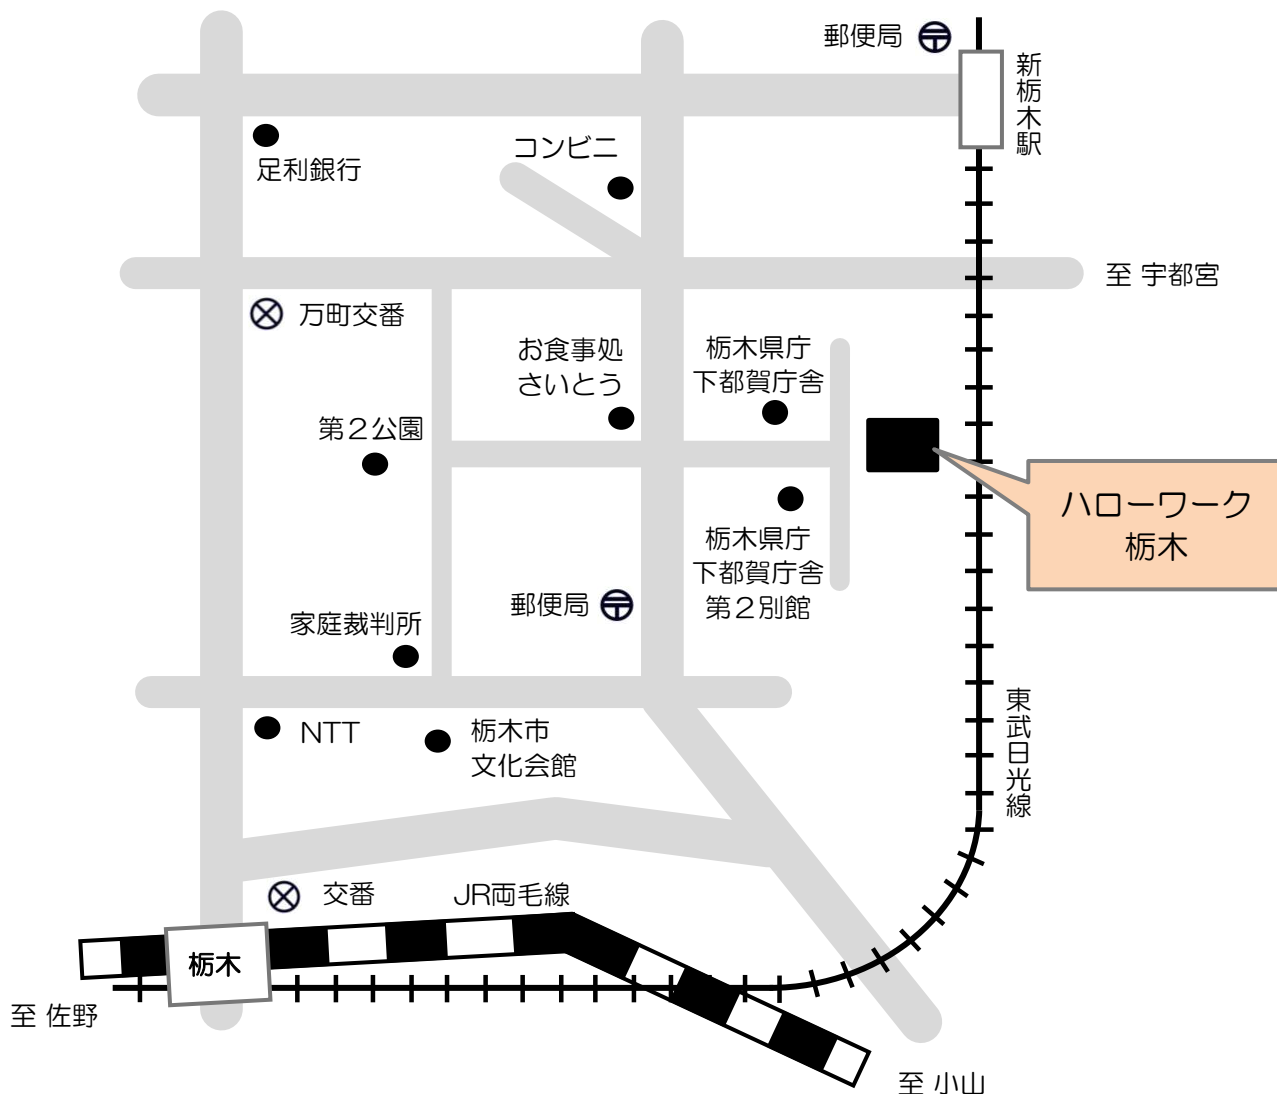 郵便局
新栃木駅
コンビニ
足利銀行
至 宇都宮
万町交番
お食事処
さいとう
栃木県庁
下都賀庁舎
第２公園
ハローワーク
栃木
栃木県庁
下都賀庁舎
第２別館
郵便局
家庭裁判所
東武日光線
NTT
栃木市
文化会館
交番
JR両毛線
栃木
至 佐野
至 小山